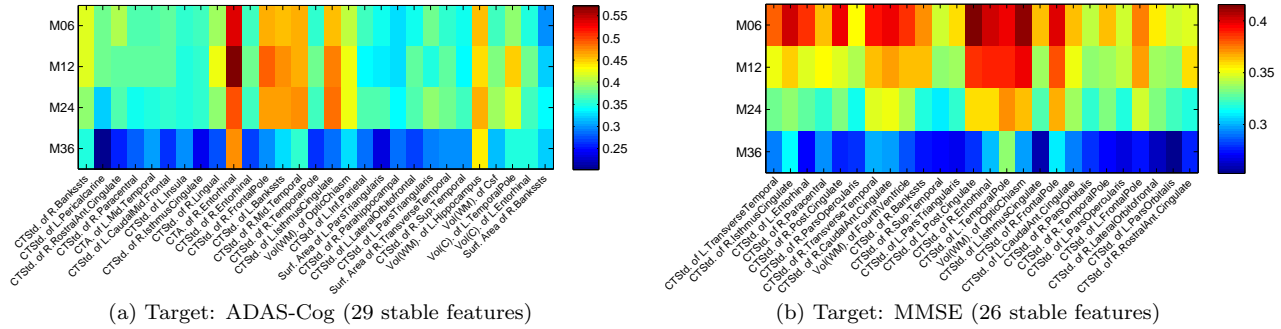 M06
M12
M24
M36
0.55
0.5
0.45
0.4
0.35
0.3
0.25
CTStd. of R.Bankssts
CTStd. of L.Pericalcarine
CTStd. of R.RostralAnt.Cingulate
CTStd. of R.Paracentral
CTA. of L.Mid.Temporal
CTStd. of L.CaudalMid.Frontal
CTStd. of L.Insula
CTStd. of R.IsthmusCingulate
CTStd. of R.Lingual
CTA. of R.Entorhinal
CTStd. of R.Entorhinal
CTStd. of R.FrontalPole
CTStd. of L.Bankssts
CTStd. of R.Mid.Temporal
CTStd. of L.IsthmusCingulate
CTStd. of R.TemporalPole
Vol(WM). of OpticChiasm
CTStd. of L.Inf.Parietal
Surf. Area of L.ParsTriangularis
CTStd. of L.Parahippocampal
CTStd. of L.LateralOrbitofrontal
CTStd. of L.ParsTriangularis
Surf. Area of R.TransverseTemporal
CTStd. of R.Sup.Temporal
Vol(WM). of L.Hippocampus
Vol(WM). of Csf
CTStd. of L.TemporalPole
Vol(C). of L.Entorhinal
Surf. Area of R.Bankssts
(a) Target: ADAS-Cog (29 stable features)
M06
M12
M24
M36
0.4
0.35
0.3
CTStd. of L.TransverseTemporal
CTStd. of R.IsthmusCingulate
CTStd. of L.Entorhinal
CTStd. of R.Paracentral
CTStd. of R.Post.Cingulate
CTStd. of R.ParsOpercularis
CTStd. of R.TransverseTemporal
CTStd. of R.CaudalAnt.Cingulate
Vol(WM). of FourthVentricle
CTStd. of R.Bankssts
CTStd. of R.Sup.Temporal
CTStd. of L.ParsTriangularis
CTStd. of L.Post.Cingulate
CTStd. of R.Entorhinal
CTStd. of L.TemporalPole
Vol(WM). of OpticChiasm
CTStd. of L.IsthmusCingulate
CTStd. of R.FrontalPole
CTStd. of L.CaudalAnt.Cingulate
CTStd. of R.ParsOrbitalis
CTStd. of R.TemporalPole
CTStd. of L.ParsOpercularis
CTStd. of L.FrontalPole
CTStd. of R.LateralOrbitofrontal
CTStd. of L.ParsOrbitalis
CTStd. of R.RostralAnt.Cingulate
(b) Target: MMSE (26 stable features)